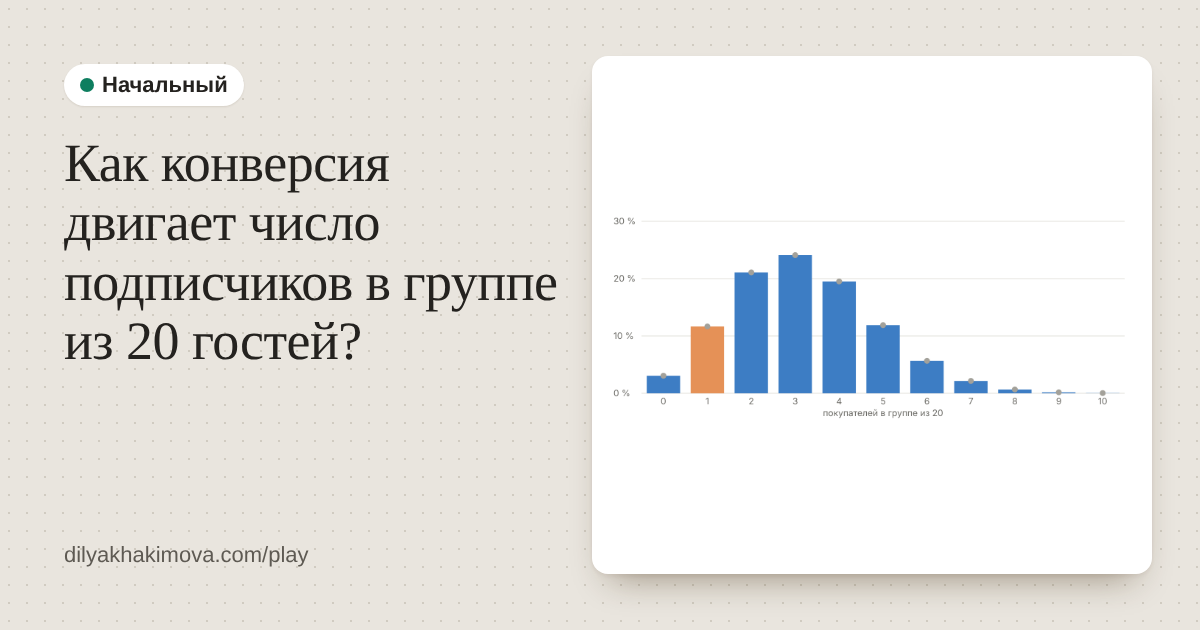 Начальный
Как конверсия
двигает число
подписчиков в группе
из 20 гостей?
dilyakhakimova.com/play
30 %
20 %
10 %
0 %
0 1 2 3 4 5 6 7 8 9 10
покупателей в группе из 20